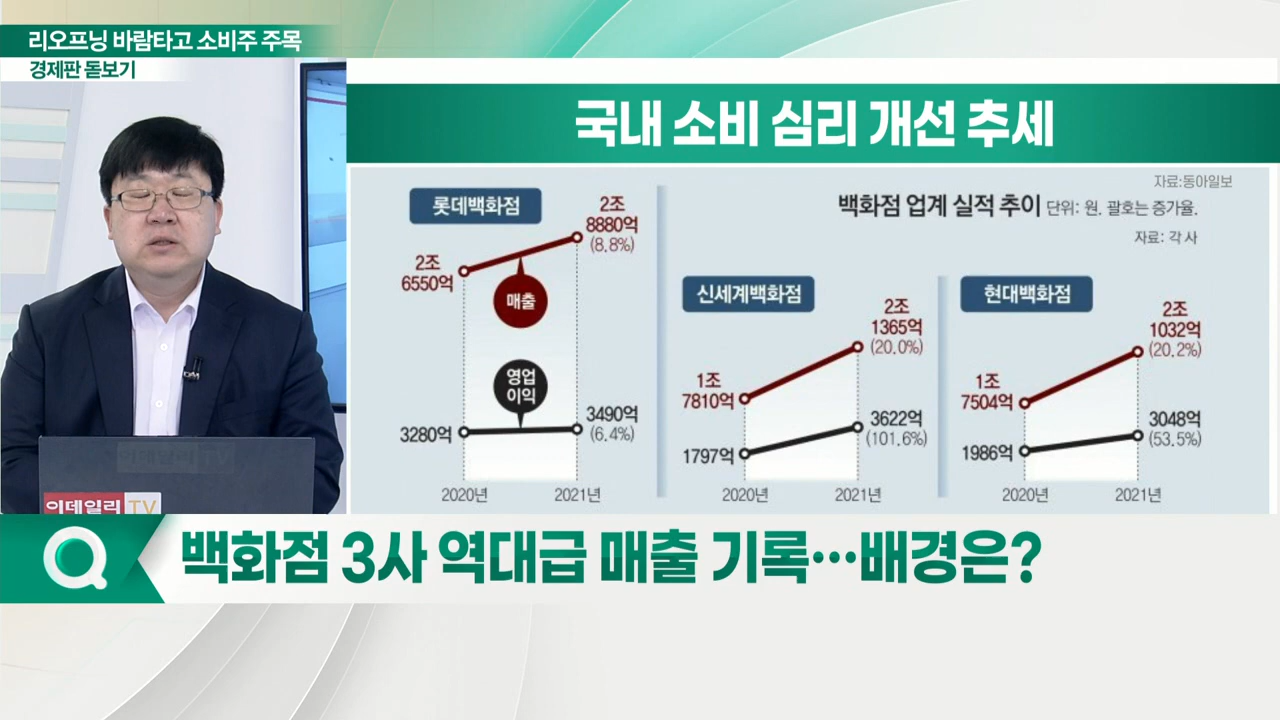 리오프닝 바람타고 소비주 주목
경제판 돋보기
국내 소비 심리 개선 추세
자료:동아일보
백화점 업계 실적 추이 단위: 원. 괄호는 증가율.
자료: 각 사
롯데백화점
2조
6550억
2조
8880억
(8.8%)
매출
영업
이익
3280억
3490억
(6.4%)
2020년
2021년
신세계백화점
1조
7810억
2조
1365억
(20.0%)
1797억
3622억
(101.6%)
2020년
2021년
현대백화점
1조
7504억
2조
1032억
(20.2%)
1986억
3048억
(53.5%)
2020년
2021년
이데일리 TV
이데일리 TV
백화점 3사 역대급 매출 기록…배경은?